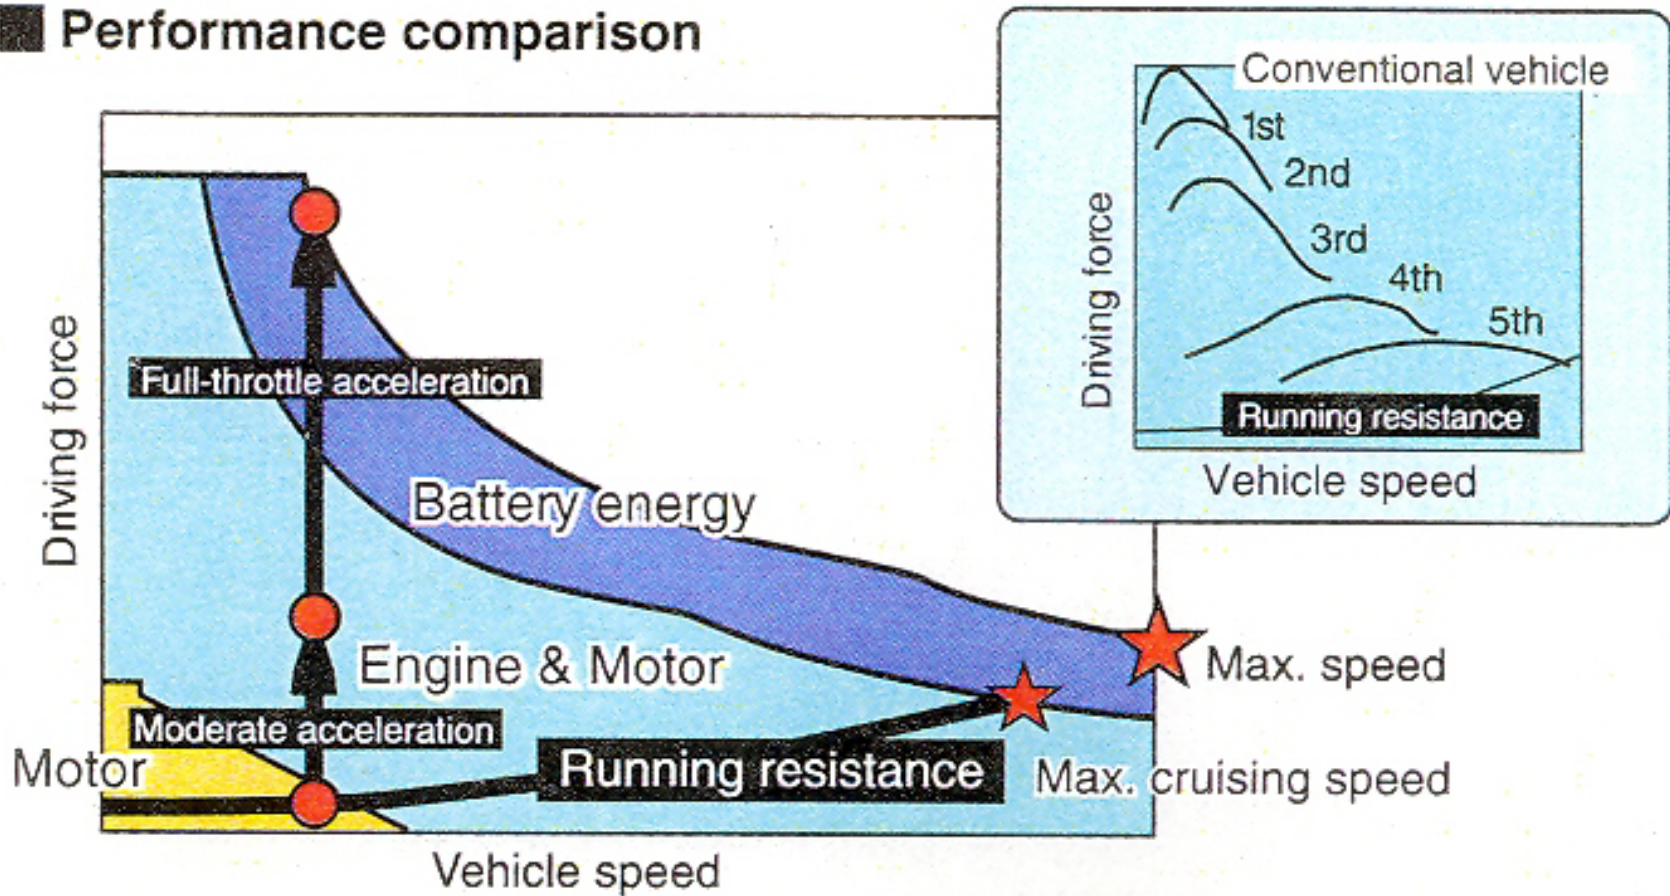 Performance comparison
Conventional vehicle
1st
2nd
3rd
4th
5th
Driving force
Running resistance
Vehicle speed
Driving force
Full-throttle acceleration
Battery energy
Engine & Motor
Max. speed
Moderate acceleration
Motor
Running resistance
Max. cruising speed
Vehicle speed